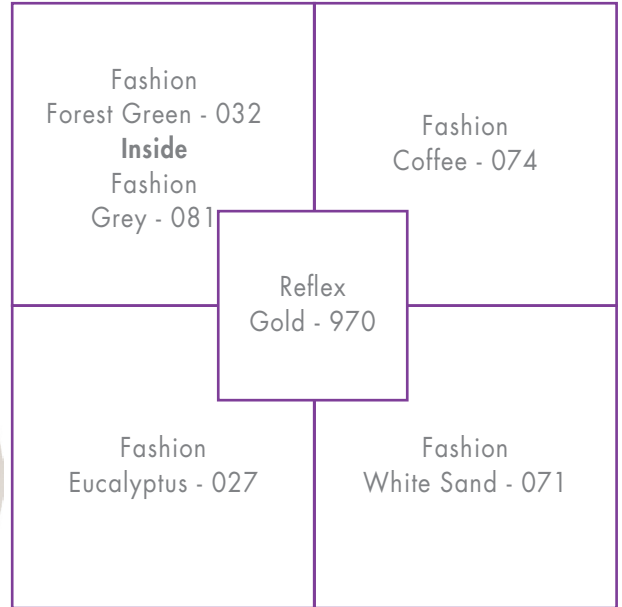 Fashion
Forest Green - 032
Inside
Fashion
Grey - 081
Fashion
Coffee - 074
Reflex
Gold - 970
Fashion
Eucalyptus - 027
Fashion
White Sand - 071